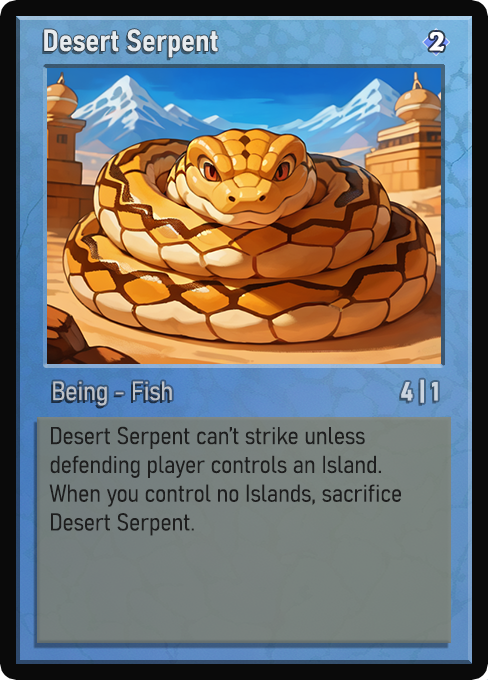 Desert Serpent 2
Being - Fish 4|1
Desert Serpent can't strike unless
defending player controls an Island.
When you control no Islands, sacrifice
Desert Serpent.